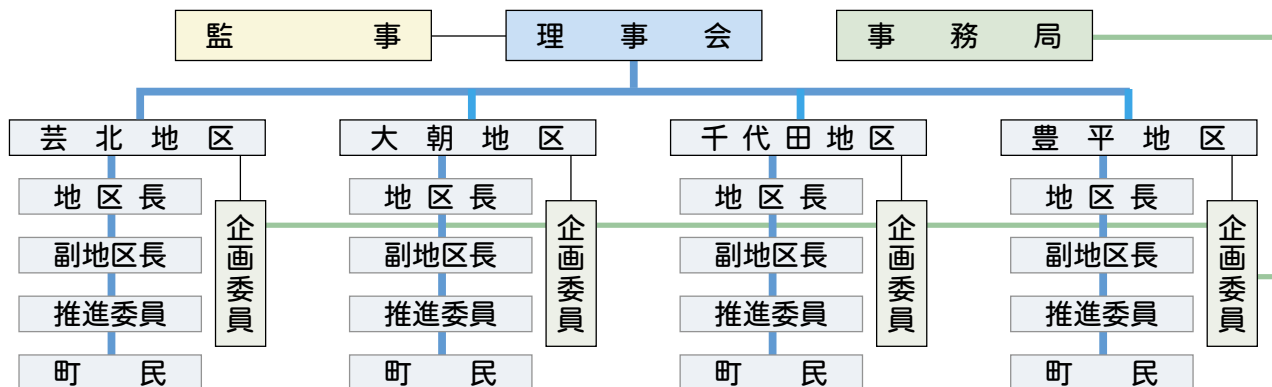 監事 理事会 事務局
芸北地区 大朝地区 千代田地区 豊平地区
地区長 地区長 地区長 地区長
企画委員 企画委員 企画委員 企画委員
副地区長 副地区長 副地区長 副地区長
推進委員 推進委員 推進委員 推進委員
町民 町民 町民 町民